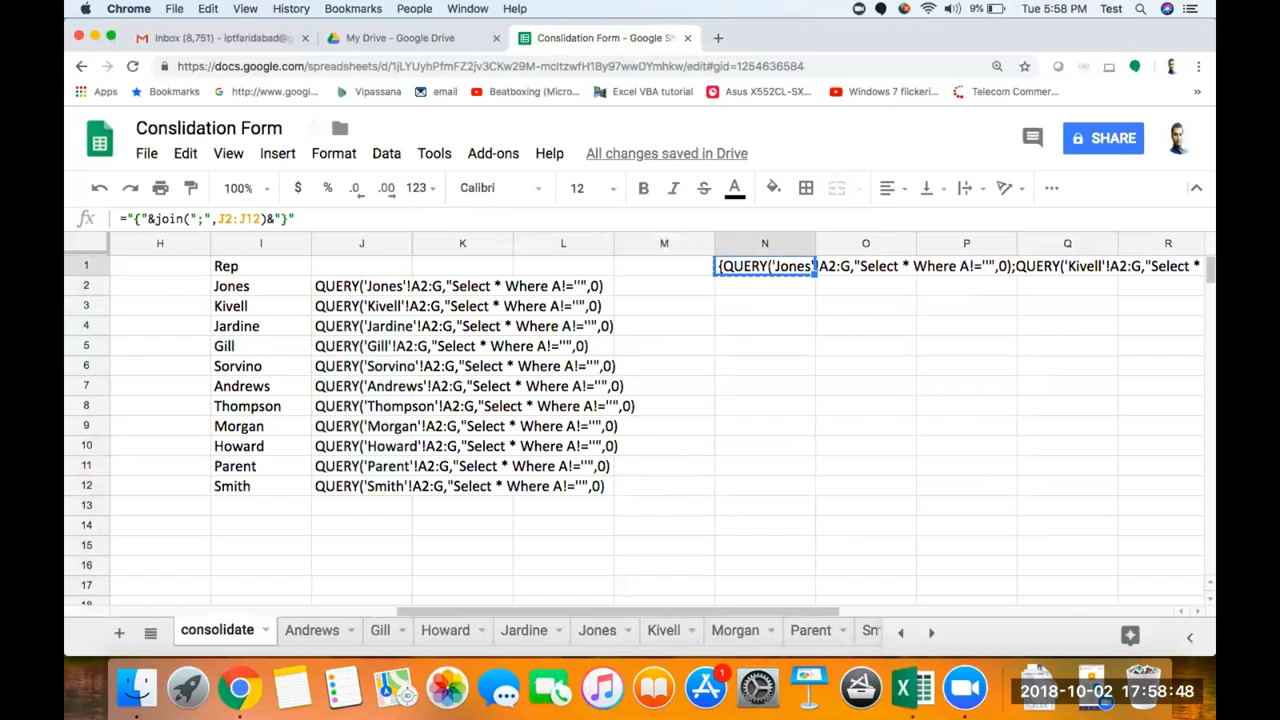 Chrome File Edit View History Bookmarks People Window Help 9% Tue 5:58 PM Test
Inbox (8,751) - iptfaridabad@g My Drive - Google Drive Conslidation Form - Google Sh
https://docs.google.com/spreadsheets/d/1jLYUyhPfmFZ2jv3CKw29M-mcitzwfH1By97wwDYmhkw/edit#gid=1254636584
Apps Bookmarks http://www.googl... Vipassana email Beatboxing (Micro... Excel VBA tutorial Asus X552CL-SX... Windows 7 flickeri... Telecom Commer... »
Conslidation Form
File Edit View Insert Format Data Tools Add-ons Help All changes saved in Drive SHARE
100% $ % .0 .00 123 Calibri 12 B I S A
fx ="{"&join(";",J2:J12)&"}"
H I J K L M N O P Q R
1 Rep {QUERY('Jones'!A2:G,"Select * Where A!=''",0);QUERY('Kivell'!A2:G,"Select *
2 Jones QUERY('Jones'!A2:G,"Select * Where A!=''",0)
3 Kivell QUERY('Kivell'!A2:G,"Select * Where A!=''",0)
4 Jardine QUERY('Jardine'!A2:G,"Select * Where A!=''",0)
5 Gill QUERY('Gill'!A2:G,"Select * Where A!=''",0)
6 Sorvino QUERY('Sorvino'!A2:G,"Select * Where A!=''",0)
7 Andrews QUERY('Andrews'!A2:G,"Select * Where A!=''",0)
8 Thompson QUERY('Thompson'!A2:G,"Select * Where A!=''",0)
9 Morgan QUERY('Morgan'!A2:G,"Select * Where A!=''",0)
10 Howard QUERY('Howard'!A2:G,"Select * Where A!=''",0)
11 Parent QUERY('Parent'!A2:G,"Select * Where A!=''",0)
12 Smith QUERY('Smith'!A2:G,"Select * Where A!=''",0)
13
14
15
16
17
18
consolidate Andrews Gill Howard Jardine Jones Kivell Morgan Parent Sm
1
2018-10-02 17:58:48